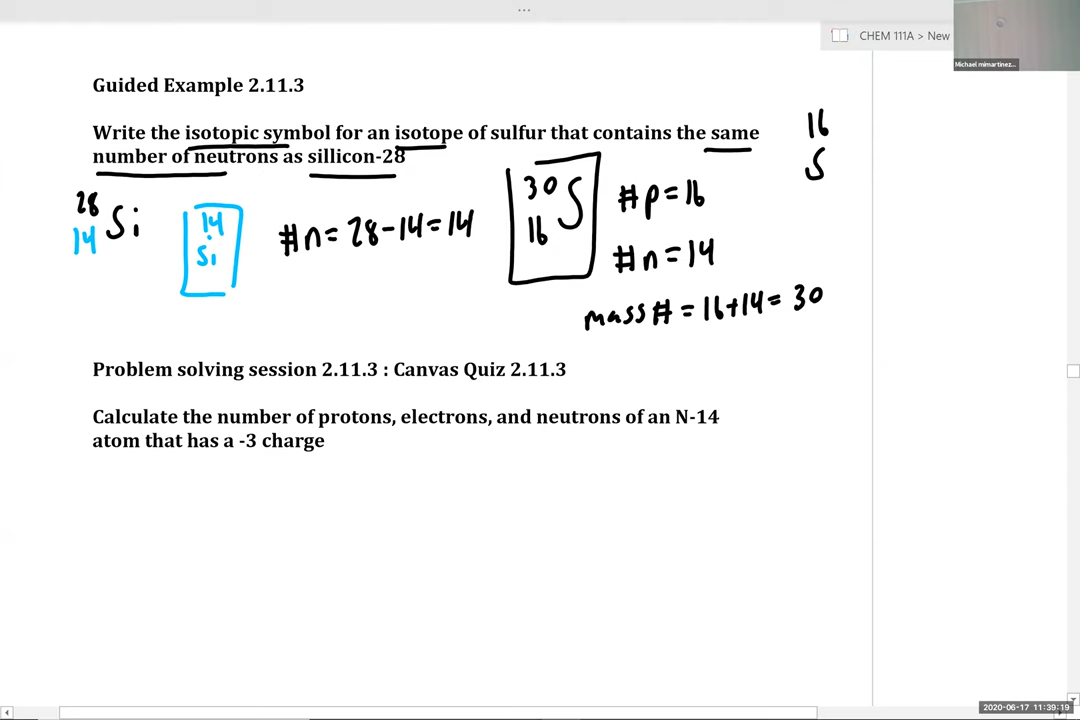 ...
CHEM 111A > New
Michael mimartinez...
Guided Example 2.11.3
Write the isotopic symbol for an isotope of sulfur that contains the same
number of neutrons as sillicon-28
16
S
28
14 Si
14
Si
#n = 28-14 = 14
30
16 S
#p = 16
#n = 14
mass# = 16+14 = 30
Problem solving session 2.11.3 : Canvas Quiz 2.11.3
Calculate the number of protons, electrons, and neutrons of an N-14
atom that has a -3 charge
2020-06-17 11:39:19